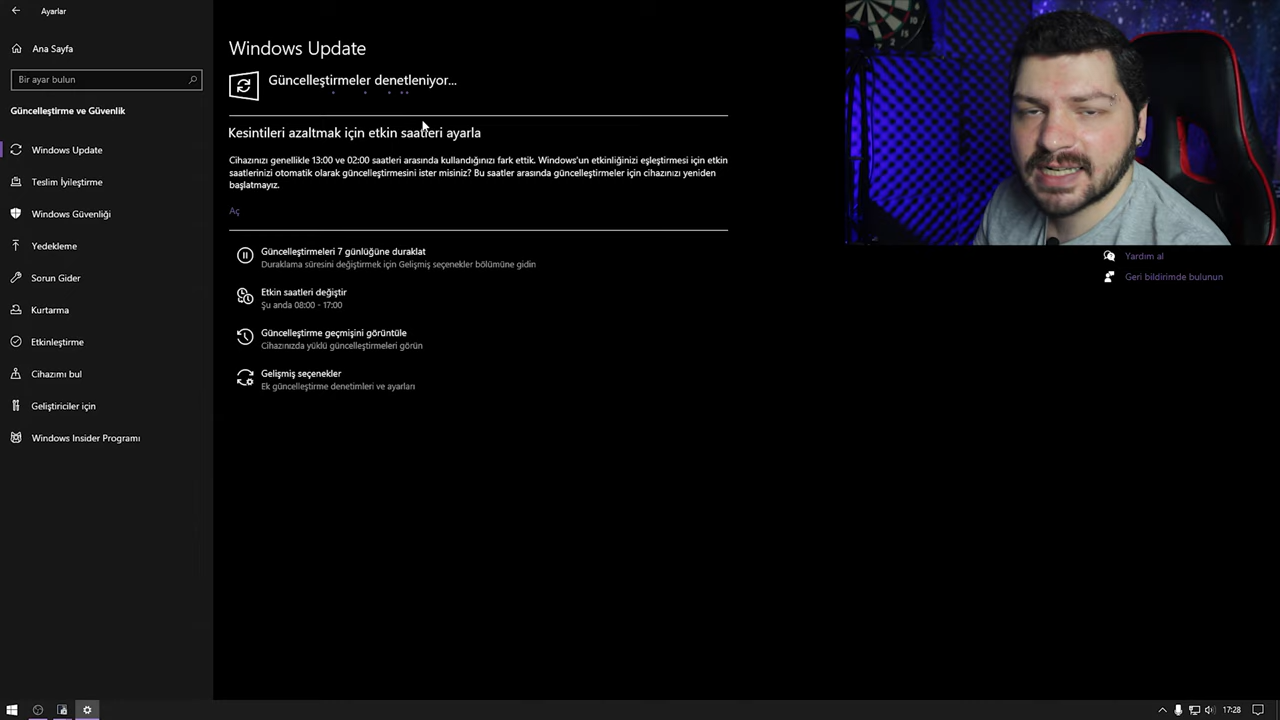 Ayarlar
Ana Sayfa
Bir ayar bulun
Güncelleştirme ve Güvenlik
Windows Update
Teslim İyileştirme
Windows Güvenliği
Yedekleme
Sorun Gider
Kurtarma
Etkinleştirme
Cihazımı bul
Geliştiriciler için
Windows Insider Programı
Windows Update
Güncelleştirmeler denetleniyor...
Kesintileri azaltmak için etkin saatleri ayarla
Cihazınızı genellikle 13:00 ve 02:00 saatleri arasında kullandığınızı fark ettik. Windows'un etkinliğinizi eşleştirmesi için etkin
saatlerinizi otomatik olarak güncelleştirmesini ister misiniz? Bu saatler arasında güncelleştirmeler için cihazınızı yeniden
başlatmayız.
Aç
Güncelleştirmeleri 7 günlüğüne duraklat
Duraklama süresini değiştirmek için Gelişmiş seçenekler bölümüne gidin
Etkin saatleri değiştir
Şu anda 08:00 - 17:00
Güncelleştirme geçmişini görüntüle
Cihazınızda yüklü güncelleştirmeleri görün
Gelişmiş seçenekler
Ek güncelleştirme denetimleri ve ayarları
Yardım al
Geri bildirimde bulunun
17:28